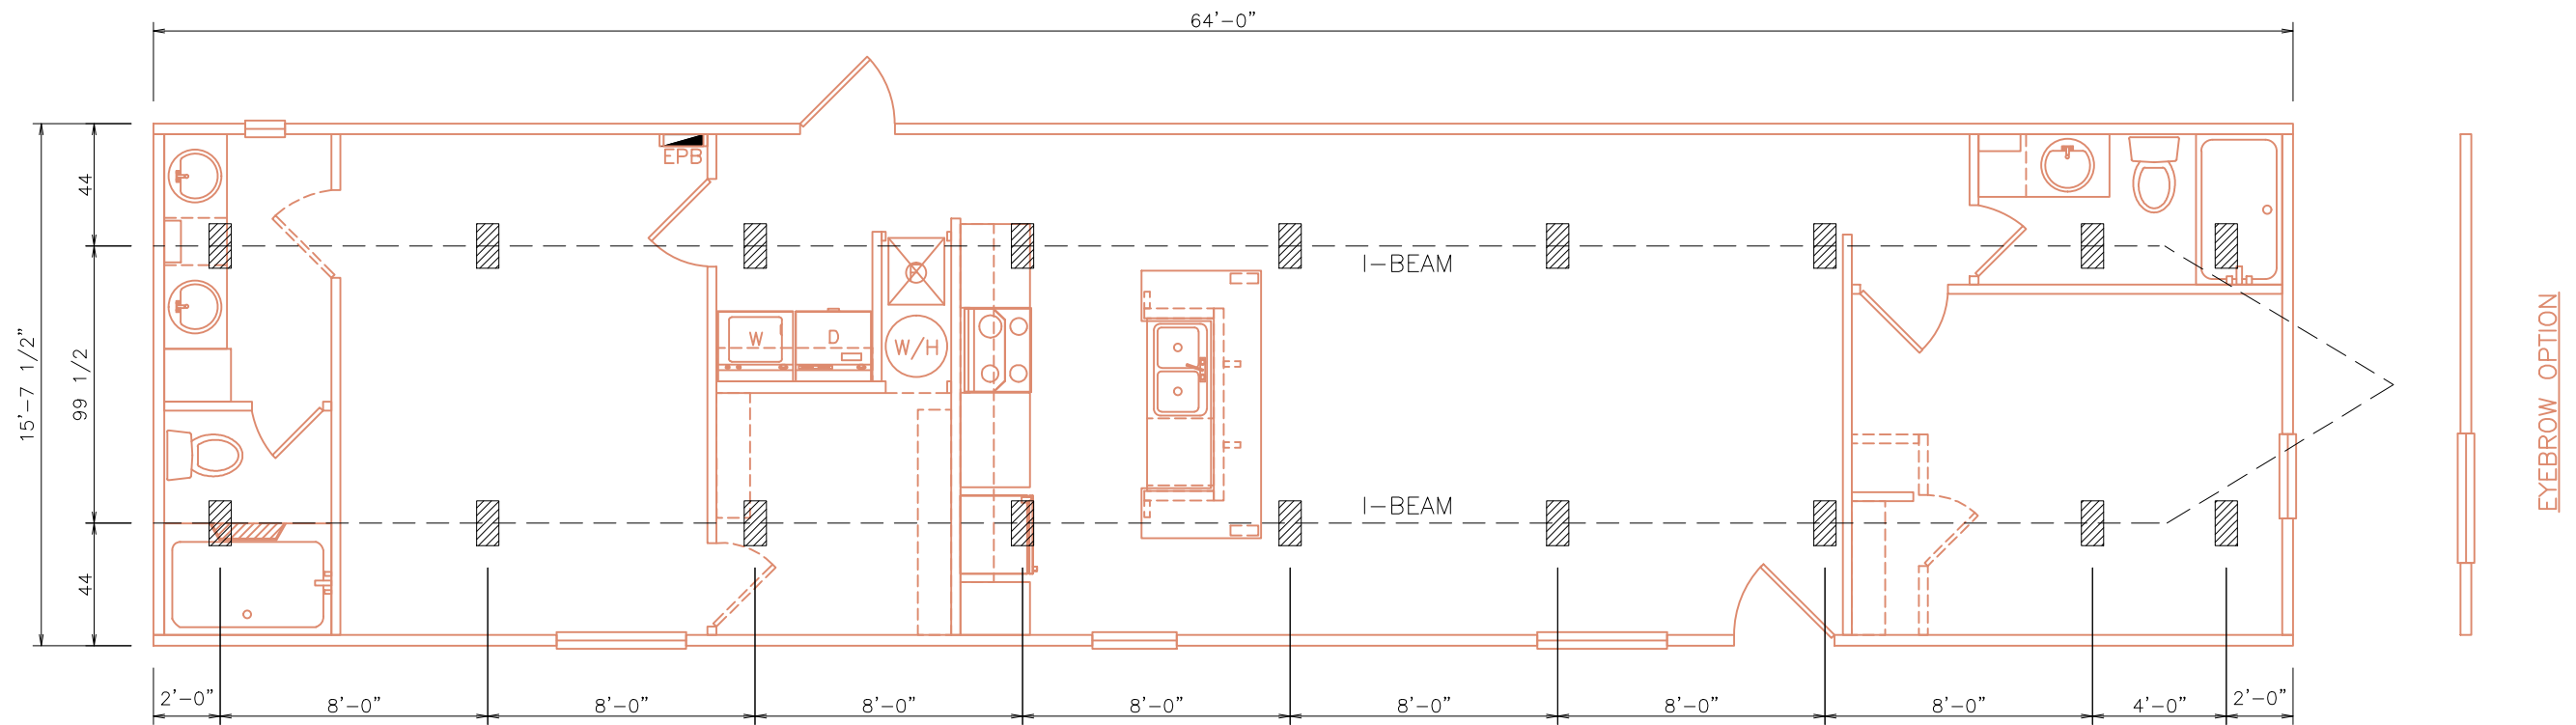 64'-0"
EPB
44
I-BEAM
W
D
W/H
15'-7 1/2"
99 1/2
EYEBROW OPTION
I-BEAM
44
2'-0"
8'-0"
8'-0"
8'-0"
8'-0"
8'-0"
8'-0"
8'-0"
4'-0"
2'-0"